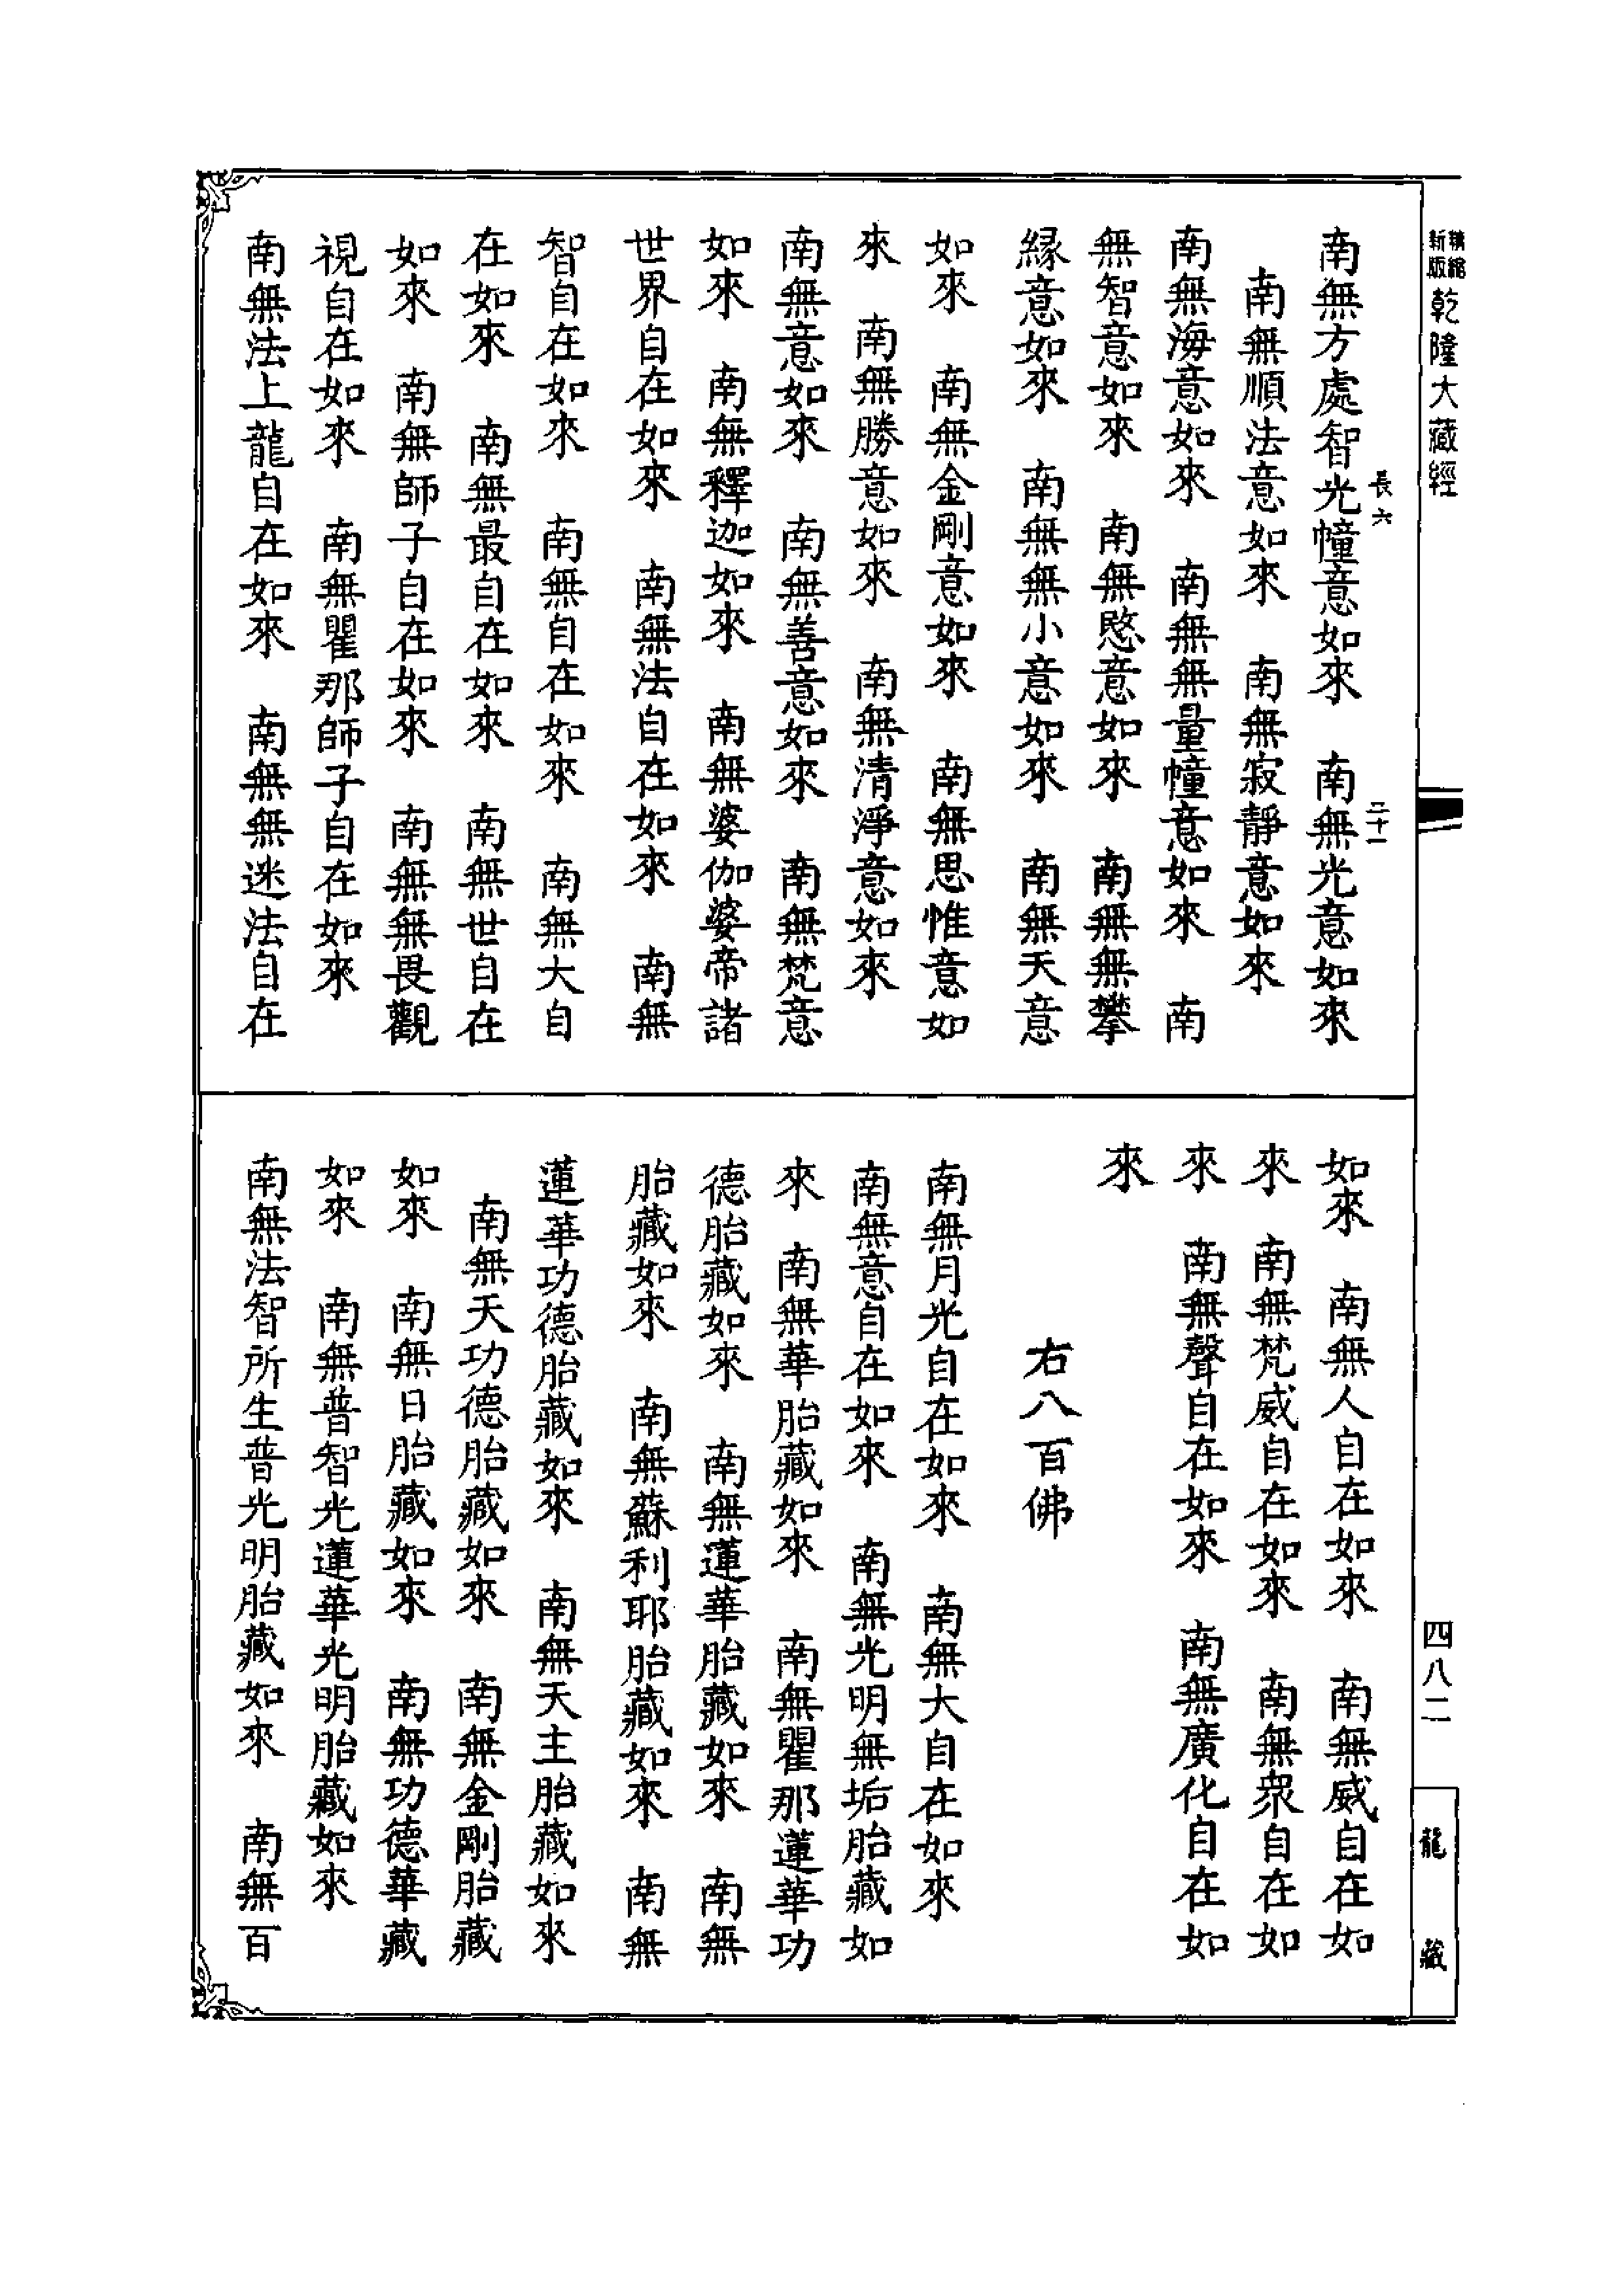 精縮新版乾隆大藏經
四八二
龍藏
長六 二十一
南無方處智光幢意如來 南無光意如來
南無順法意如來 南無寂靜意如來
南無海意如來 南無無量幢意如來 南
無智意如來 南無愍意如來 南無無攀
緣意如來 南無無小意如來 南無天意
如來 南無金剛意如來 南無思惟意如
來 南無勝意如來 南無清淨意如來
南無意如來 南無善意如來 南無梵意
如來 南無釋迦如來 南無婆伽婆帝諸
世界自在如來 南無法自在如來 南無
智自在如來 南無自在如來 南無大自
在如來 南無最自在如來 南無世自在
如來 南無師子自在如來 南無無畏觀
視自在如來 南無瞿那師子自在如來
南無法上龍自在如來 南無無迷法自在
如來 南無人自在如來 南無威自在如
來 南無梵威自在如來 南無衆自在如
來 南無聲自在如來 南無廣化自在如
來
右八百佛
南無月光自在如來 南無大自在如來
南無意自在如來 南無光明無垢胎藏如
來 南無華胎藏如來 南無瞿那蓮華功
德胎藏如來 南無蓮華胎藏如來 南無
胎藏如來 南無蘇利耶胎藏如來 南無
蓮華功德胎藏如來 南無天主胎藏如來
南無天功德胎藏如來 南無金剛胎藏
如來 南無日胎藏如來 南無功德華藏
如來 南無普智光蓮華光明胎藏如來
南無法智所生普光明胎藏如來 南無百